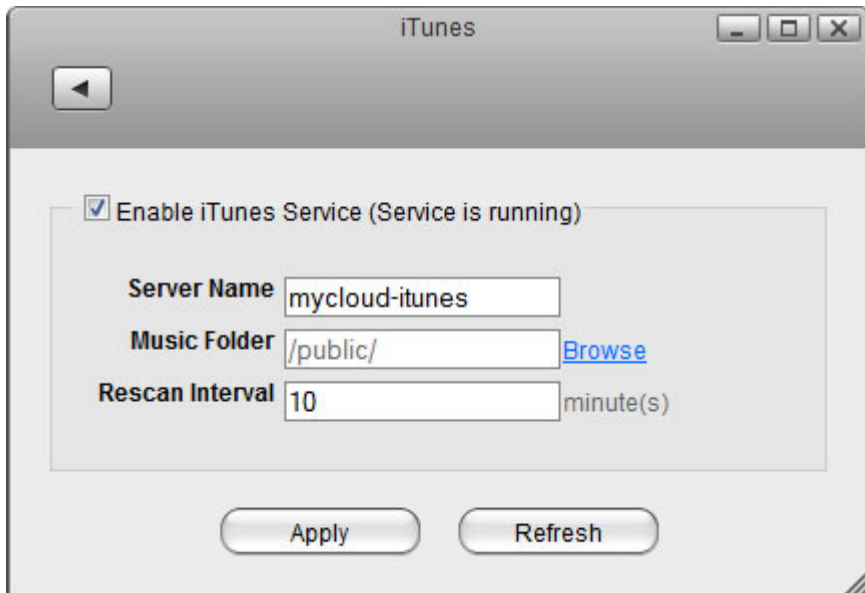 iTunes
Enable iTunes Service (Service is running)
Server Name mycloud-itunes
Music Folder /public/ Browse
Rescan Interval 10 minute(s)
Apply Refresh